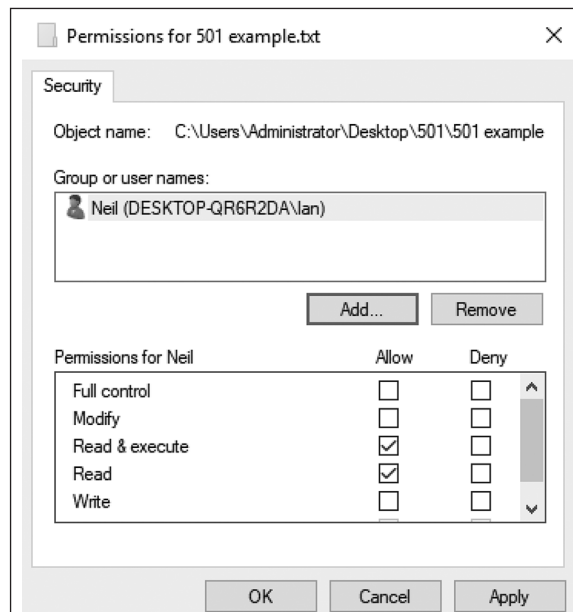 Permissions for 501 example.txt
Security
Object name: C:\Users\Administrator\Desktop\501\501 example
Group or user names:
Neil (DESKTOP-QR6R2DA\Ian)
Add... Remove
Permissions for Neil Allow Deny
Full control
Modify
Read & execute
Read
Write
OK Cancel Apply